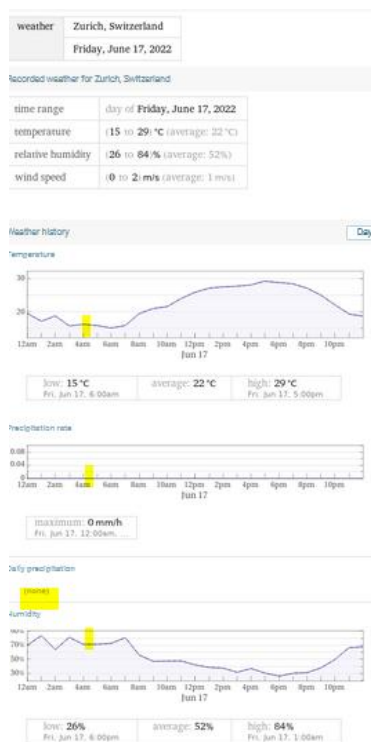 weather Zurich, Switzerland
Friday, June 17, 2022
Recorded weather for Zurich, Switzerland
time range day of Friday, June 17, 2022
temperature (15 to 29) °C (average: 22 °C)
relative humidity (26 to 84)% (average: 52%)
wind speed (0 to 2) m/s (average: 1 m/s)
Weather history Day
Temperature
30
20
12am 2am 4am 6am 8am 10am 12pm 2pm 4pm 6pm 8pm 10pm
Jun 17
low: 15 °C average: 22 °C high: 29 °C
Fri, Jun 17, 6:00am Fri, Jun 17, 5:00pm
Precipitation rate
0.08
0.04
0
12am 2am 4am 6am 8am 10am 12pm 2pm 4pm 6pm 8pm 10pm
Jun 17
maximum: 0 mm/h
Fri, Jun 17, 12:00am, ...
Daily precipitation
(none)
Humidity
90%
70%
50%
30%
12am 2am 4am 6am 8am 10am 12pm 2pm 4pm 6pm 8pm 10pm
Jun 17
low: 26% average: 52% high: 84%
Fri, Jun 17, 6:00pm Fri, Jun 17, 1:00am